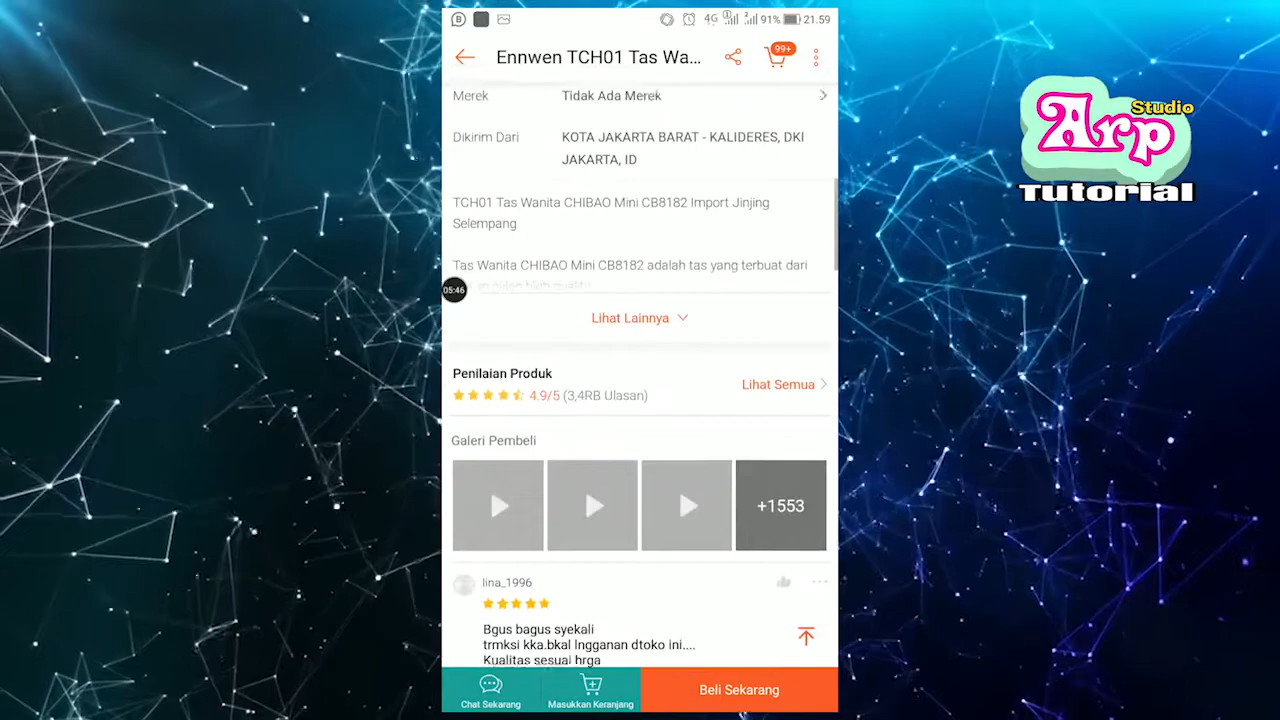 4G 91% 21.59
Ennwen TCH01 Tas Wa...
99+
Merek
Tidak Ada Merek
Dikirim Dari
KOTA JAKARTA BARAT - KALIDERES, DKI
JAKARTA, ID
TCH01 Tas Wanita CHIBAO Mini CB8182 Import Jinjing
Selempang
Tas Wanita CHIBAO Mini CB8182 adalah tas yang terbuat dari
high quality
05:46
Lihat Lainnya
Penilaian Produk
4.9/5 (3,4RB Ulasan)
Lihat Semua
Galeri Pembeli
+1553
lina_1996
Bgus bagus syekali
trmksi kka.bkal lngganan dtoko ini....
Kualitas sesuai hrga
Chat Sekarang
Masukkan Keranjang
Beli Sekarang
Studio
Arp
Tutorial